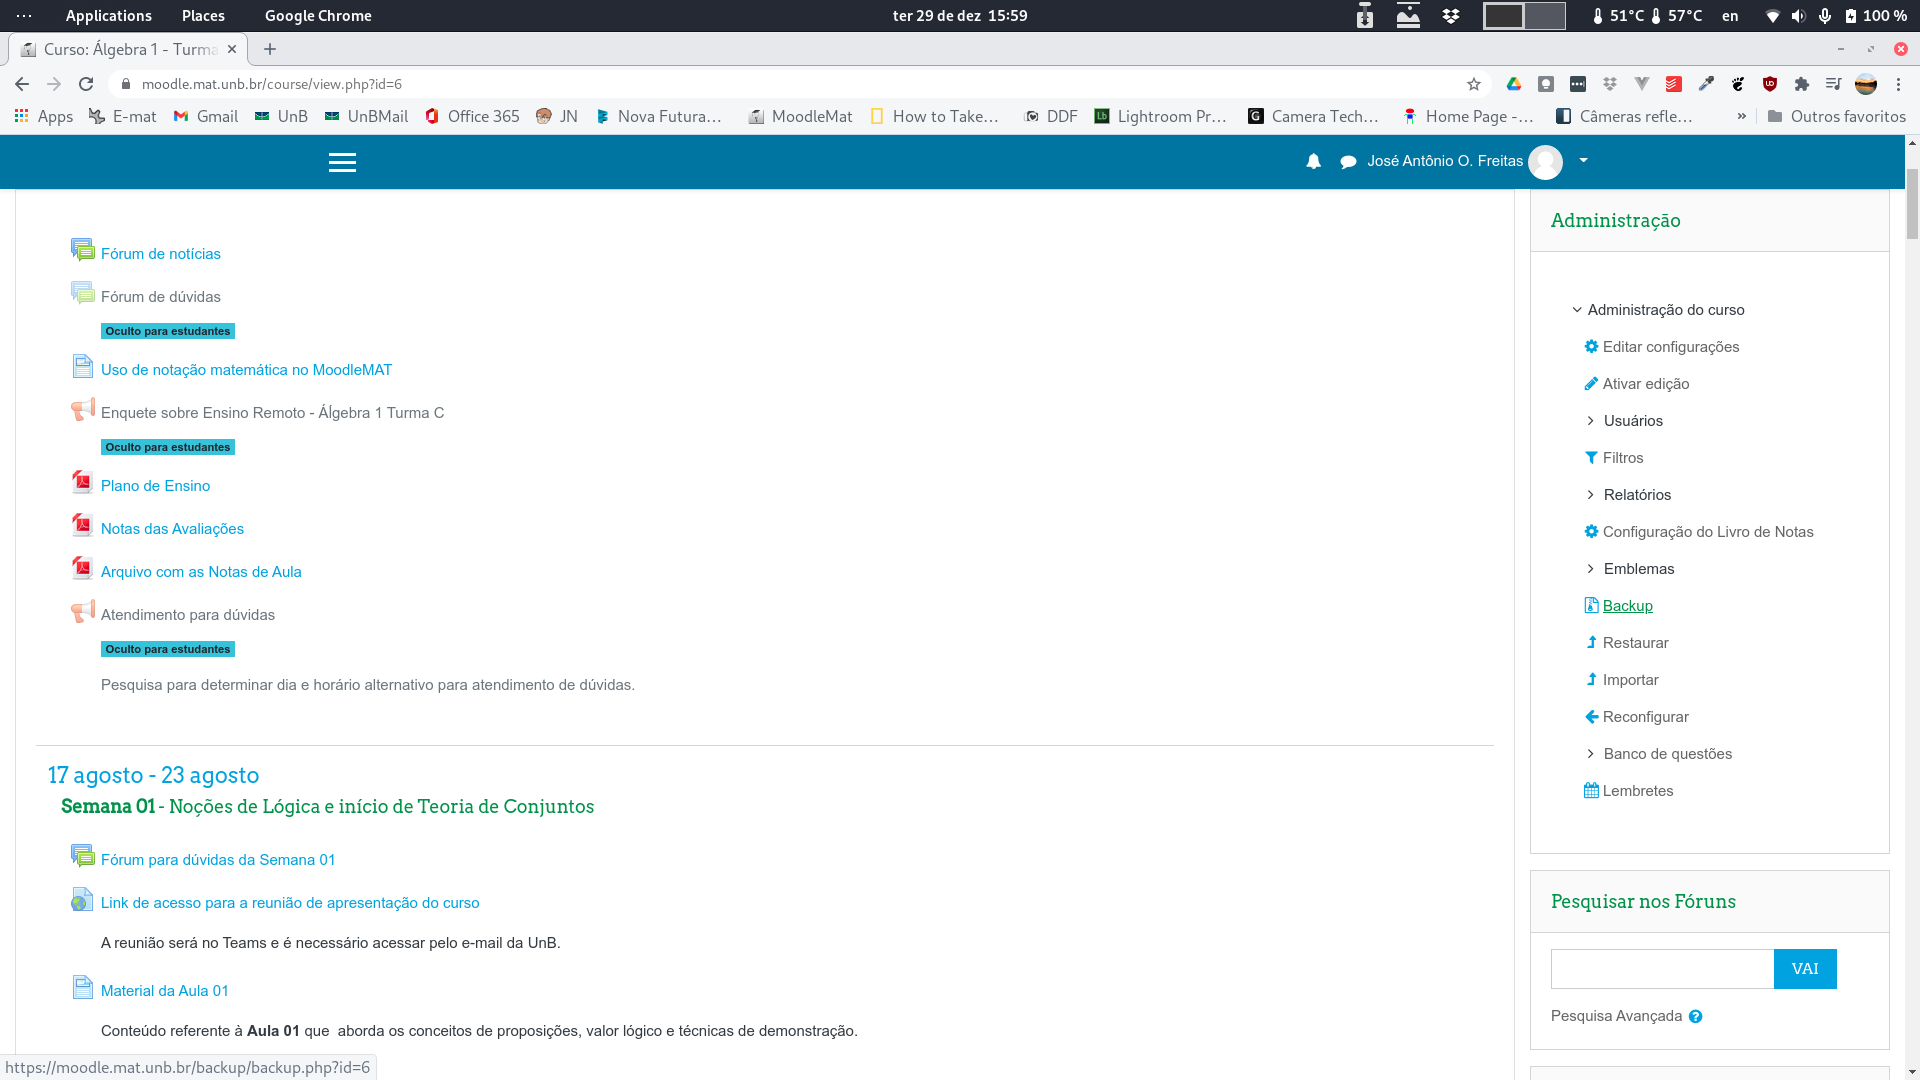 Applications Places Google Chrome ter 29 de dez 15:59 51°C 57°C en 100 %
Curso: Álgebra 1 - Turma
moodle.mat.unb.br/course/view.php?id=6
Apps E-mat Gmail UnB UnBMail Office 365 JN Nova Futura... MoodleMat How to Take... DDF Lightroom Pr... Camera Tech... Home Page -... Câmeras refle... » Outros favoritos
José Antônio O. Freitas
Fórum de notícias
Fórum de dúvidas
Oculto para estudantes
Uso de notação matemática no MoodleMAT
Enquete sobre Ensino Remoto - Álgebra 1 Turma C
Oculto para estudantes
Plano de Ensino
Notas das Avaliações
Arquivo com as Notas de Aula
Atendimento para dúvidas
Oculto para estudantes
Pesquisa para determinar dia e horário alternativo para atendimento de dúvidas.
17 agosto - 23 agosto
Semana 01 - Noções de Lógica e início de Teoria de Conjuntos
Fórum para dúvidas da Semana 01
Link de acesso para a reunião de apresentação do curso
A reunião será no Teams e é necessário acessar pelo e-mail da UnB.
Material da Aula 01
Conteúdo referente à Aula 01 que aborda os conceitos de proposições, valor lógico e técnicas de demonstração.
Administração
Administração do curso
Editar configurações
Ativar edição
Usuários
Filtros
Relatórios
Configuração do Livro de Notas
Emblemas
Backup
Restaurar
Importar
Reconfigurar
Banco de questões
Lembretes
Pesquisar nos Fóruns
VAI
Pesquisa Avançada
https://moodle.mat.unb.br/backup/backup.php?id=6